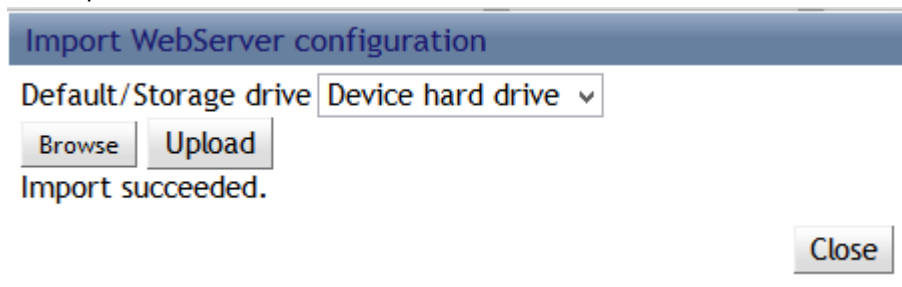 Import WebServer configuration
Default/Storage drive Device hard drive
Browse Upload
Import succeeded.
Close